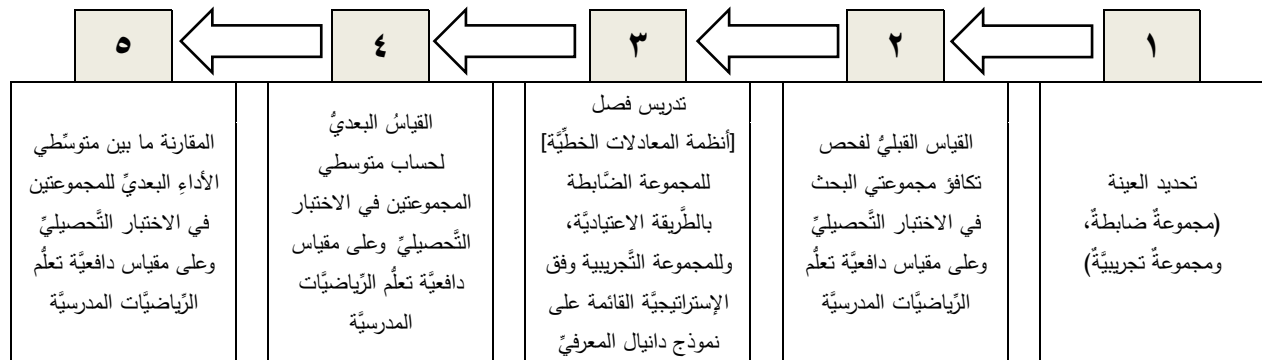 ١
٢
٣
٤
٥
تحديد العينة
(مجموعةٌ ضابطةٌ،
ومجموعةٌ تجريبيَّةٌ)
القياس القبليُّ لفحص
تكافؤ مجموعتي البحث
في الاختبار التَّحصيليِّ
وعلى مقياس دافعيَّة تعلُّم
الرِّياضيَّات المدرسيَّة
تدريس فصل
[أنظمة المعادلات الخطيَّة]
للمجموعة الضَّابطة
بالطَّريقة الاعتياديَّة،
وللمجموعة التَّجريبية وفق
الإستراتيجيَّة القائمة على
نموذج دانيال المعرفيِّ
القياسُ البعديُّ
لحساب متوسطي
المجموعتين في الاختبار
التَّحصيليِّ وعلى مقياس
دافعيَّة تعلُّم الرِّياضيَّات
المدرسيَّة
المقارنة ما بين متوسِّطي
الأداءِ البعديِّ للمجموعتين
في الاختبار التَّحصيليِّ
وعلى مقياس دافعيَّة تعلُّم
الرِّياضيَّات المدرسيَّة